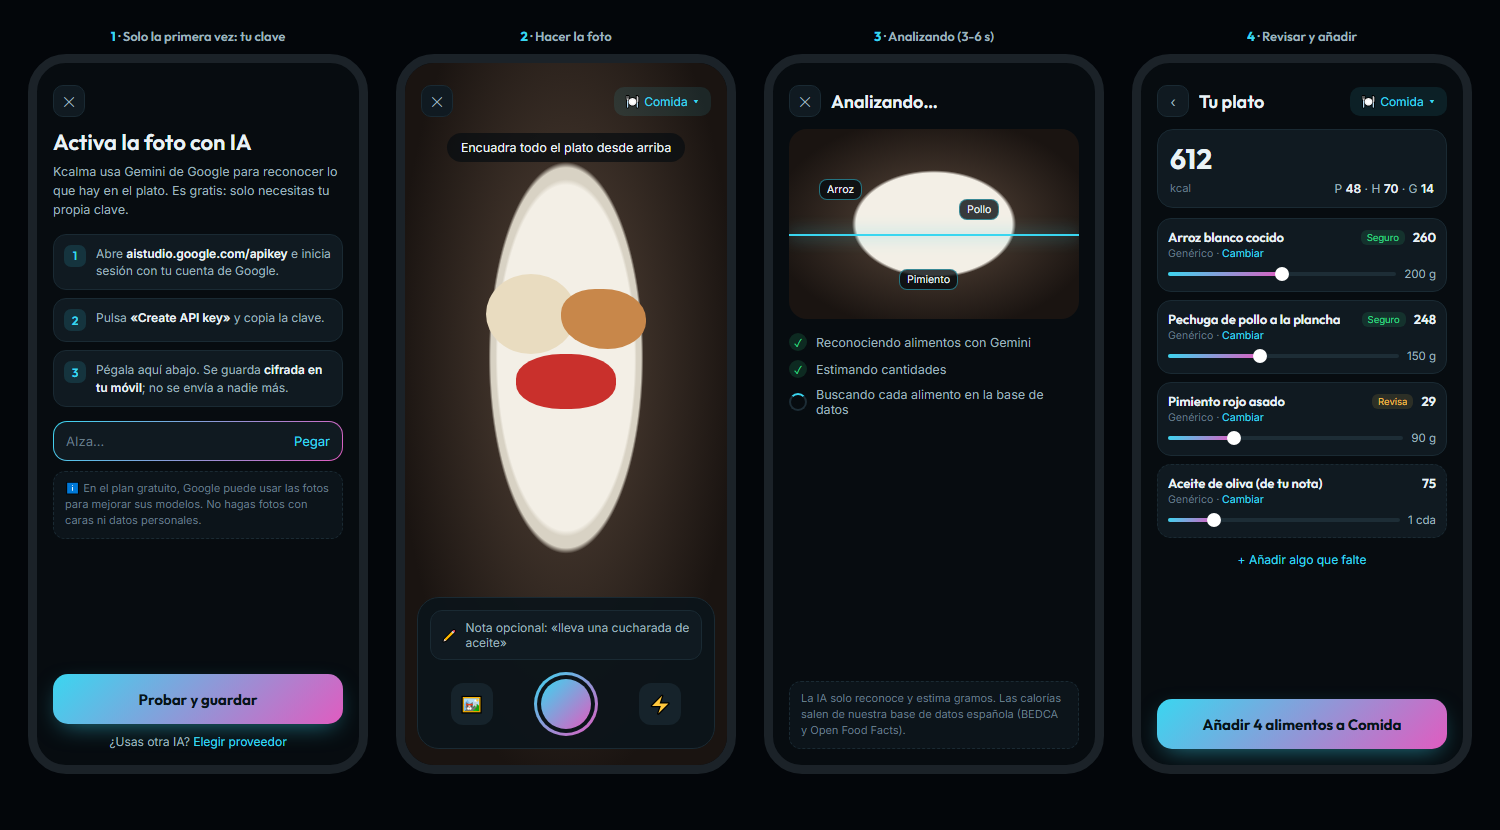 1 · Solo la primera vez: tu clave
Activa la foto con IA
Kcalma usa Gemini de Google para reconocer lo
que hay en el plato. Es gratis: solo necesitas tu
propia clave.
1
Abre aistudio.google.com/apikey e inicia
sesión con tu cuenta de Google.
2
Pulsa «Create API key» y copia la clave.
3
Pégala aquí abajo. Se guarda cifrada en
tu móvil; no se envía a nadie más.
AIza...
Pegar
En el plan gratuito, Google puede usar las fotos
para mejorar sus modelos. No hagas fotos con
caras ni datos personales.
Probar y guardar
¿Usas otra IA? Elegir proveedor
2 · Hacer la foto
Comida
Encuadra todo el plato desde arriba
Nota opcional: «lleva una cucharada de
aceite»
3 · Analizando (3-6 s)
Analizando...
Arroz
Pollo
Pimiento
Reconociendo alimentos con Gemini
Estimando cantidades
Buscando cada alimento en la base de
datos
La IA solo reconoce y estima gramos. Las calorías
salen de nuestra base de datos española (BEDCA
y Open Food Facts).
4 · Revisar y añadir
Tu plato
Comida
612
kcal
P 48 · H 70 · G 14
Arroz blanco cocido
Seguro
260
Genérico · Cambiar
200 g
Pechuga de pollo a la plancha
Seguro
248
Genérico · Cambiar
150 g
Pimiento rojo asado
Revisa
29
Genérico · Cambiar
90 g
Aceite de oliva (de tu nota)
75
Genérico · Cambiar
1 cda
+ Añadir algo que falte
Añadir 4 alimentos a Comida